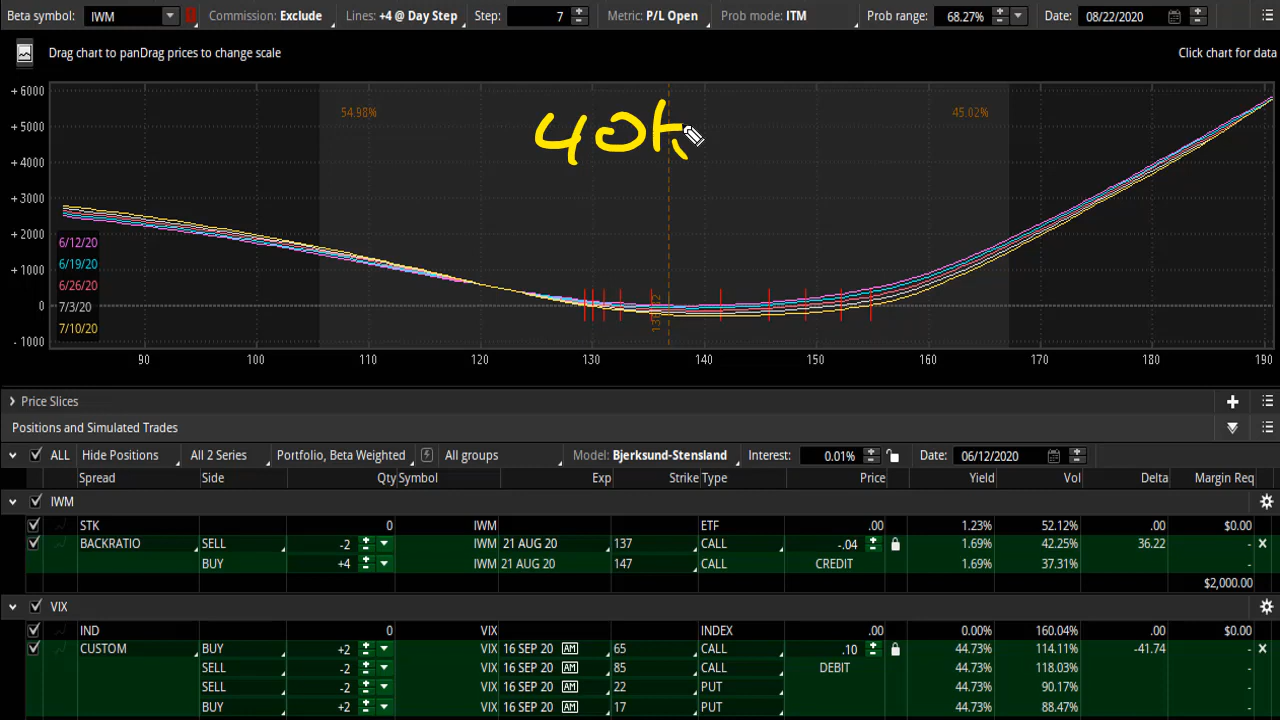 Beta symbol: IWM Commission: Exclude Lines: +4 @ Day Step Step: 7 Metric: P/L Open Prob mode: ITM Prob range: 68.27% Date: 08/22/2020
Drag chart to panDrag prices to change scale Click chart for data
40k
54.98% 45.02%
+ 6000
+ 5000
+ 4000
+ 3000
+ 2000
+ 1000
0
- 1000
6/12/20
6/19/20
6/26/20
7/3/20
7/10/20
90 100 110 120 130 140 150 160 170 180 190
Price Slices
Positions and Simulated Trades
ALL Hide Positions All 2 Series Portfolio, Beta Weighted All groups Model: Bjerksund-Stensland Interest: 0.01% Date: 06/12/2020
Spread Side Qty Symbol Exp Strike Type Price Yield Vol Delta Margin Req
IWM
STK 0 IWM ETF .00 1.23% 52.12% .00 $0.00
BACKRATIO SELL -2 IWM 21 AUG 20 137 CALL -.04 1.69% 42.25% 36.22 -
BUY +4 IWM 21 AUG 20 147 CALL CREDIT 1.69% 37.31% -
$2,000.00
VIX
IND 0 VIX INDEX .00 0.00% 160.04% .00 $0.00
CUSTOM BUY +2 VIX 16 SEP 20 AM 65 CALL .10 44.73% 114.11% -41.74 -
SELL -2 VIX 16 SEP 20 AM 85 CALL DEBIT 44.73% 118.03% -
SELL -2 VIX 16 SEP 20 AM 22 PUT 44.73% 90.17% -
BUY +2 VIX 16 SEP 20 AM 17 PUT 44.73% 88.47% -